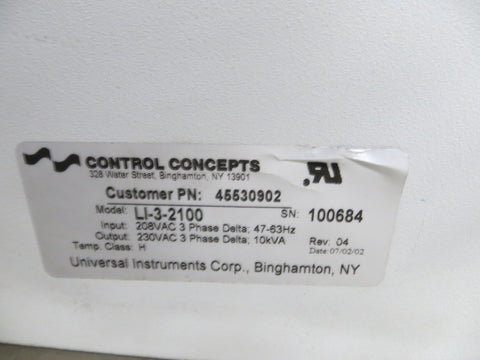 CONTROL CONCEPTS
328 Water Street, Binghamton, NY 13901
Customer PN: 45530902
Model: LI-3-2100 SN: 100684
Input: 208VAC 3 Phase Delta; 47-63Hz
Output: 230VAC 3 Phase Delta; 10kVA Rev: 04
Temp. Class: H Date: 07/02/02
Universal Instruments Corp., Binghamton, NY